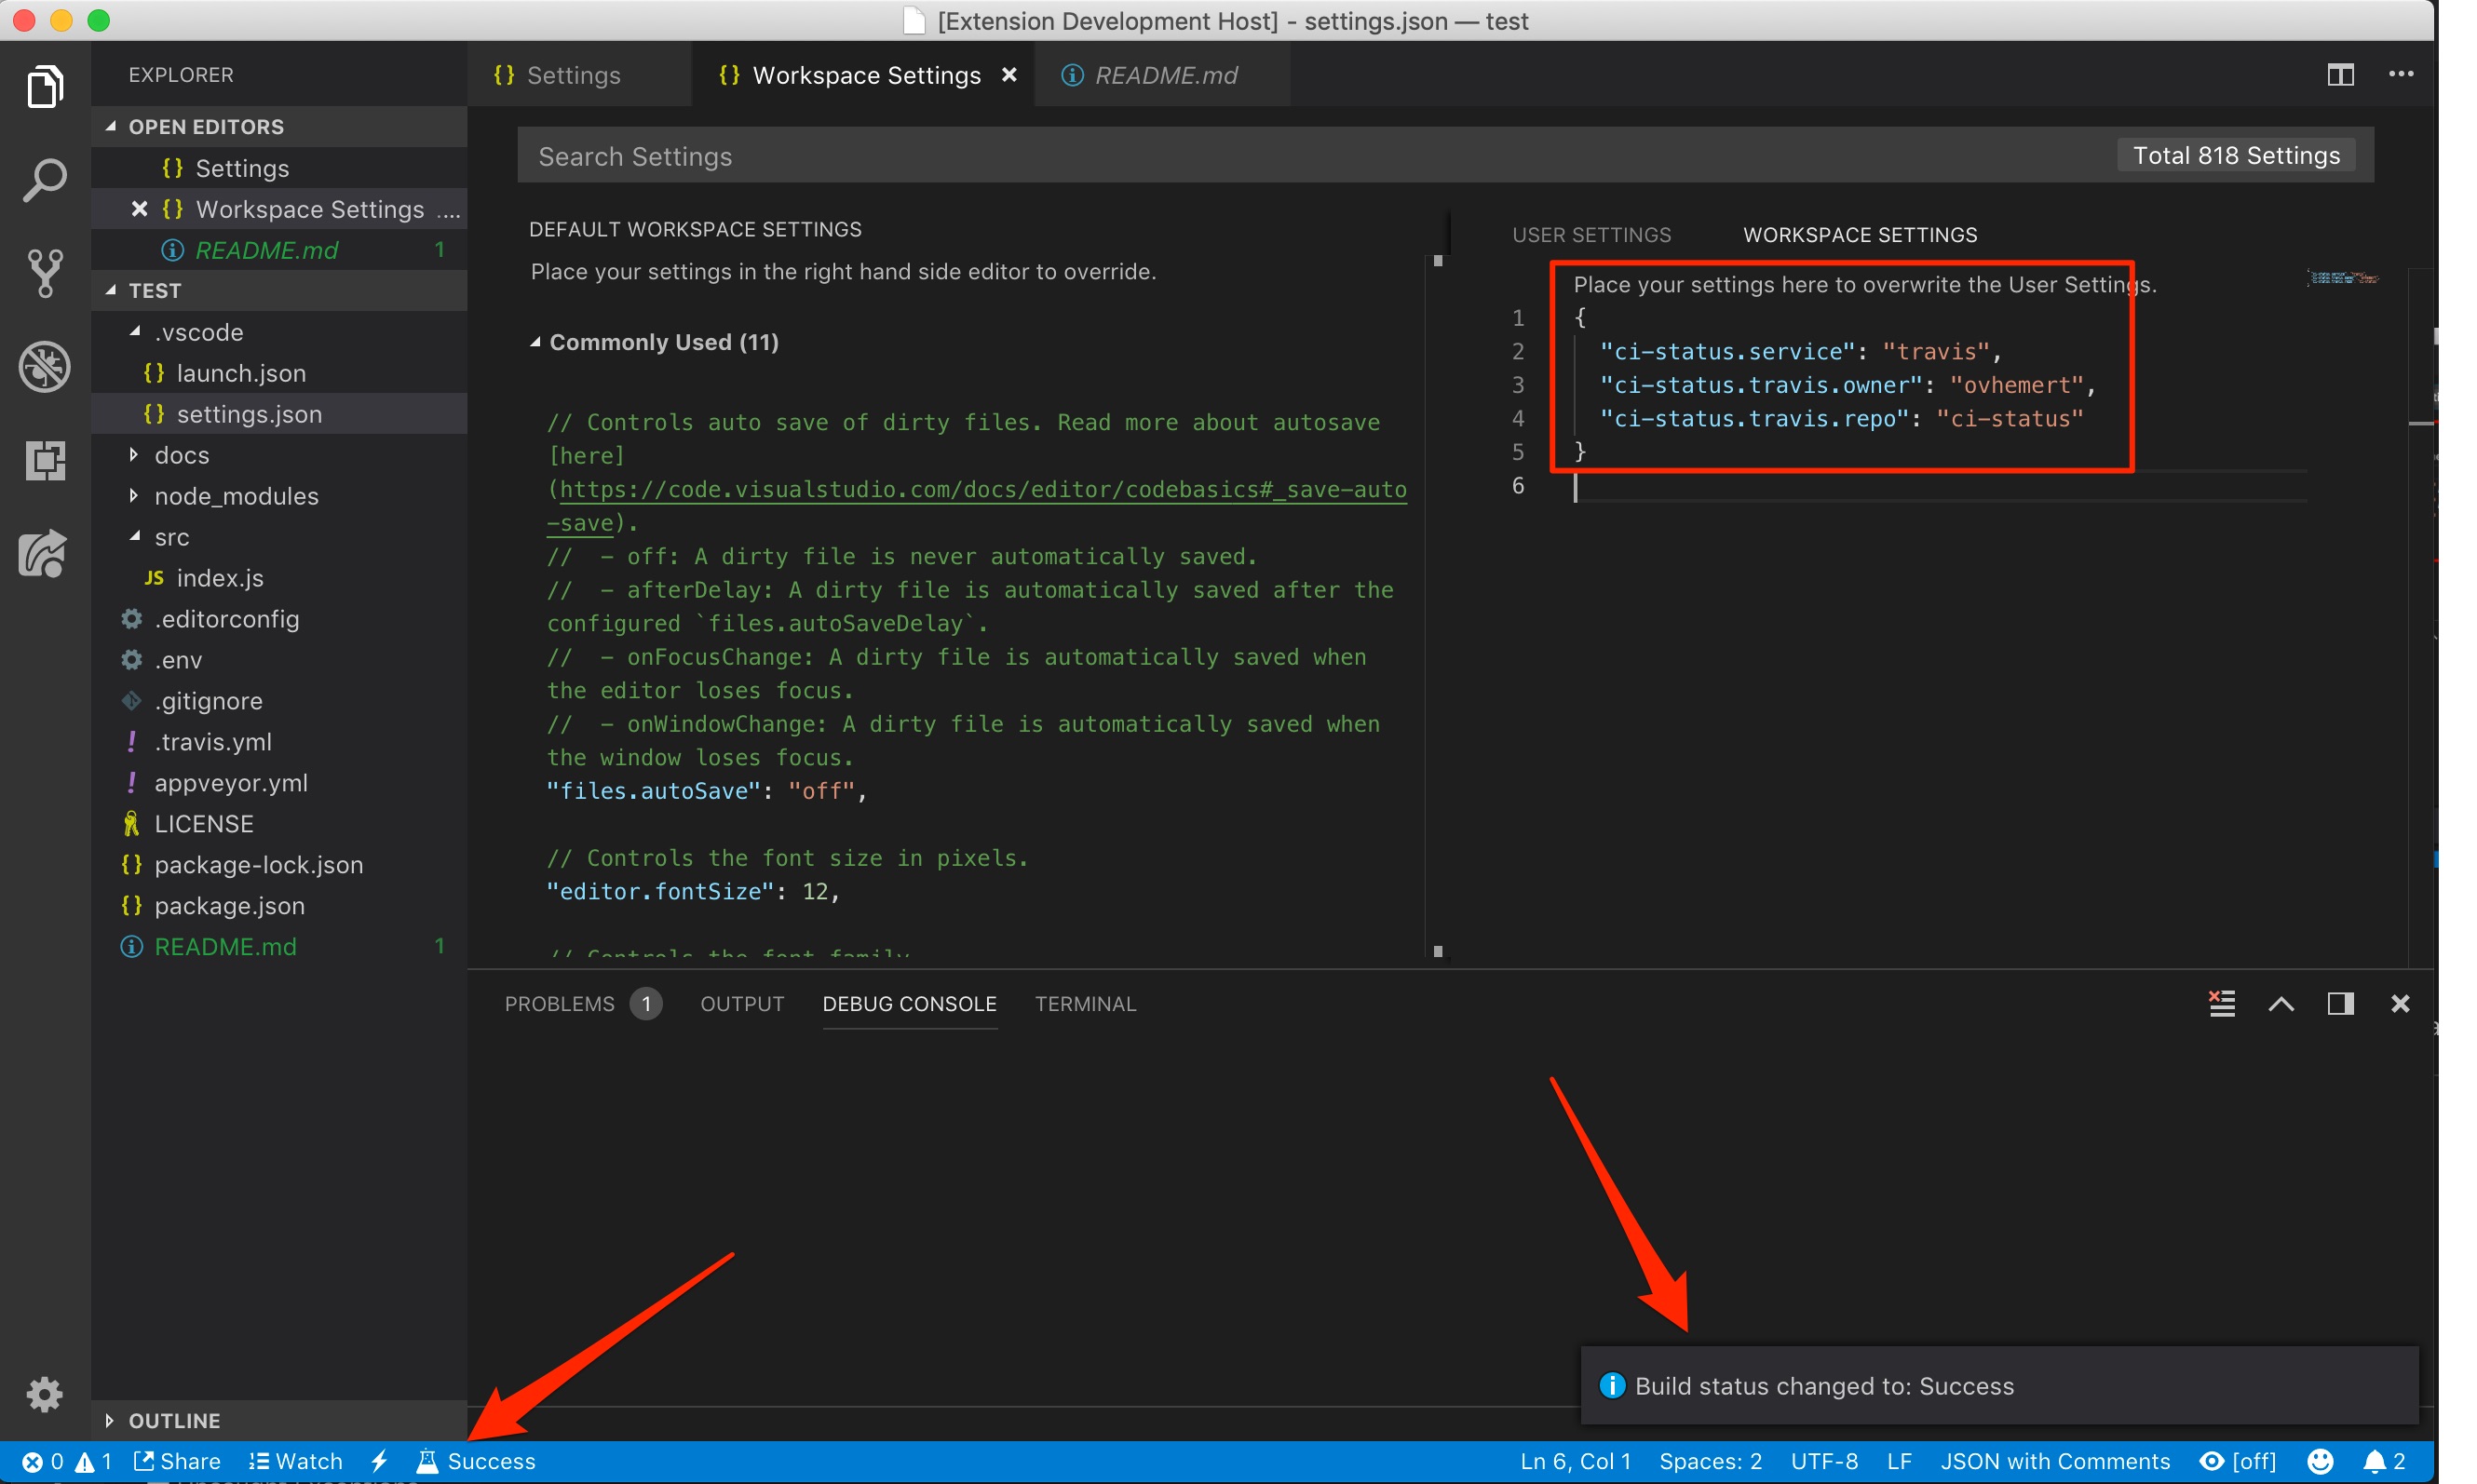 [Extension Development Host] - settings.json — test
EXPLORER
OPEN EDITORS
{} Settings
{} Workspace Settings ....
README.md 1
TEST
.vscode
{} launch.json
{} settings.json
docs
node_modules
src
JS index.js
.editorconfig
.env
.gitignore
! .travis.yml
! appveyor.yml
LICENSE
{} package-lock.json
{} package.json
README.md 1
OUTLINE
{} Settings
{} Workspace Settings
README.md
Search Settings
Total 818 Settings
DEFAULT WORKSPACE SETTINGS
Place your settings in the right hand side editor to override.
Commonly Used (11)
// Controls auto save of dirty files. Read more about autosave
[here]
(https://code.visualstudio.com/docs/editor/codebasics#_save-auto
-save).
//  - off: A dirty file is never automatically saved.
//  - afterDelay: A dirty file is automatically saved after the
configured `files.autoSaveDelay`.
//  - onFocusChange: A dirty file is automatically saved when
the editor loses focus.
//  - onWindowChange: A dirty file is automatically saved when
the window loses focus.
"files.autoSave": "off",
// Controls the font size in pixels.
"editor.fontSize": 12,
// Controls the font family
USER SETTINGS
WORKSPACE SETTINGS
Place your settings here to overwrite the User Settings.
1 {
2 "ci-status.service": "travis",
3 "ci-status.travis.owner": "ovhemert",
4 "ci-status.travis.repo": "ci-status"
5 }
6
PROBLEMS 1
OUTPUT
DEBUG CONSOLE
TERMINAL
Build status changed to: Success
0 1 Share Watch Success
Ln 6, Col 1 Spaces: 2 UTF-8 LF JSON with Comments [off] 2